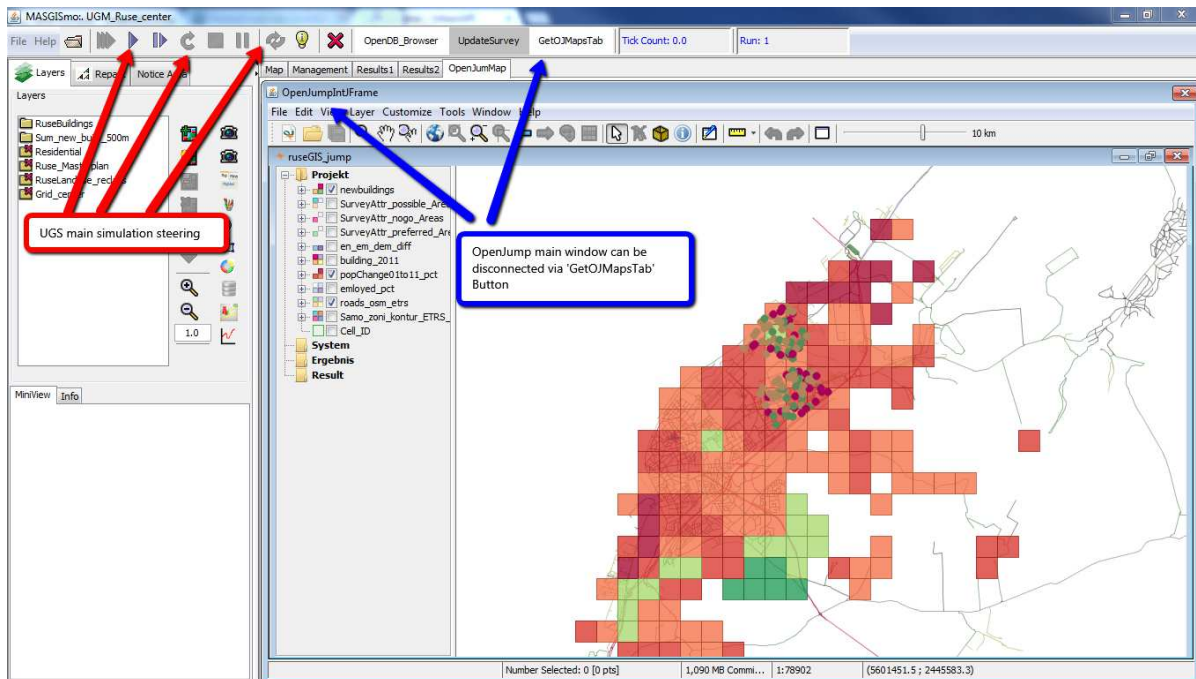 MASGISmo:. UGM_Ruse_center
File Help
OpenDB_Browser UpdateSurvey GetOJMapsTab Tick Count: 0.0 Run: 1
Layers Notice
Map Management Results1 Results2 OpenJumpMap
Layers
OpenJumpIntJFrame
File Edit Layer Customize Tools Window
10 km
RuseBuildings
Residential
1.0
ruseGIS_jump
Projekt
newbuildings
SurveyAttr_possible_Are
SurveyAttr_nogo_Areas
SurveyAttr_preferred_Are
en_em_dem_diff
building_2011
popChange01to11_pct
emloyed_pct
roads_osm_etrs
Samo_zoni_kontur_ETRS_
Cell_ID
System
Ergebnis
Result
UGS main simulation steering
OpenJump main window can be
disconnected via 'GetOJMapsTab'
Button
MiniView Info
Number Selected: 0 [0 pts] 1,090 MB Commi... 1:78902 (5601451.5 ; 2445583.3)